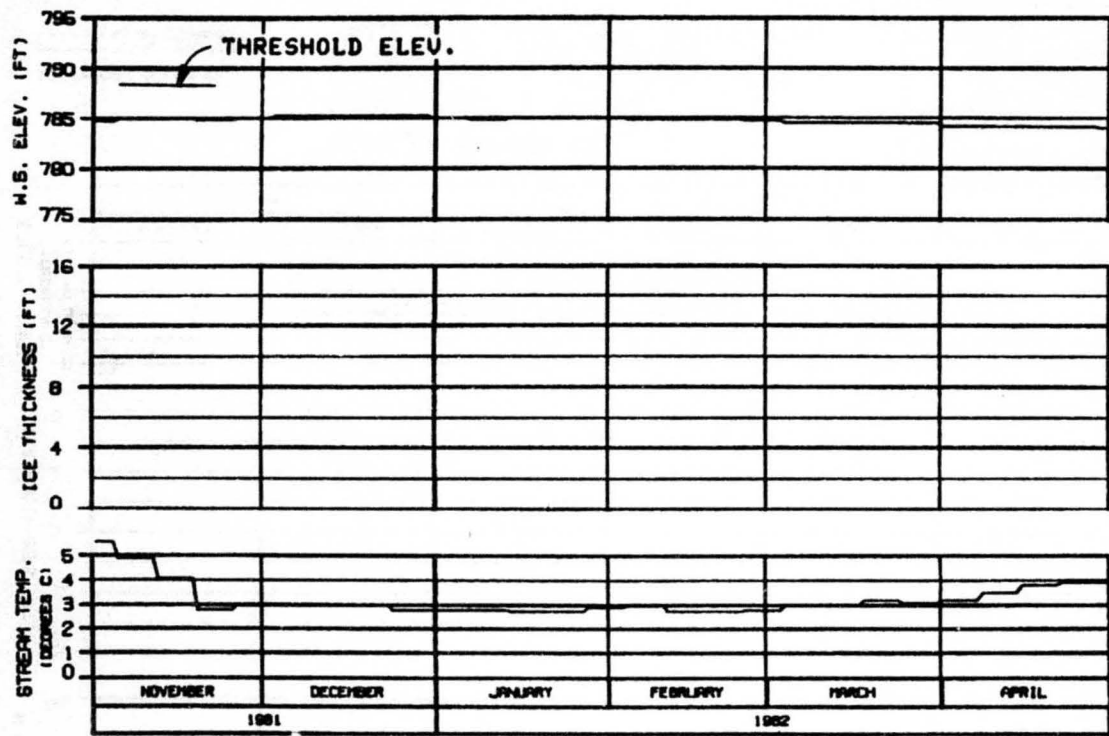 795
THRESHOLD ELEV.
790
785
780
775
W.S. ELEV. (FT)
16
12
8
4
0
ICE THICKNESS (FT)
5
4
3
2
1
0
STREAM TEMP.
(DEGREES C)
NOVEMBER DECEMBER JANUARY FEBRUARY MARCH APRIL
1981 1982